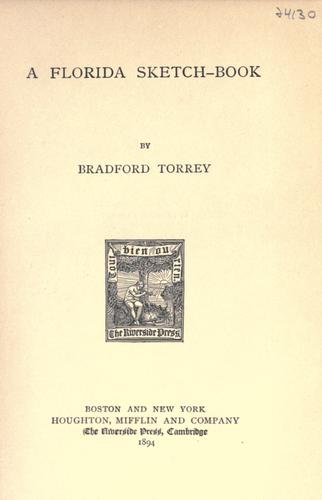 74130
A FLORIDA SKETCH-BOOK
BY
BRADFORD TORREY
Tout bien ou rien
The Riverside Press
BOSTON AND NEW YORK
HOUGHTON, MIFFLIN AND COMPANY
The Riverside Press, Cambridge
1894